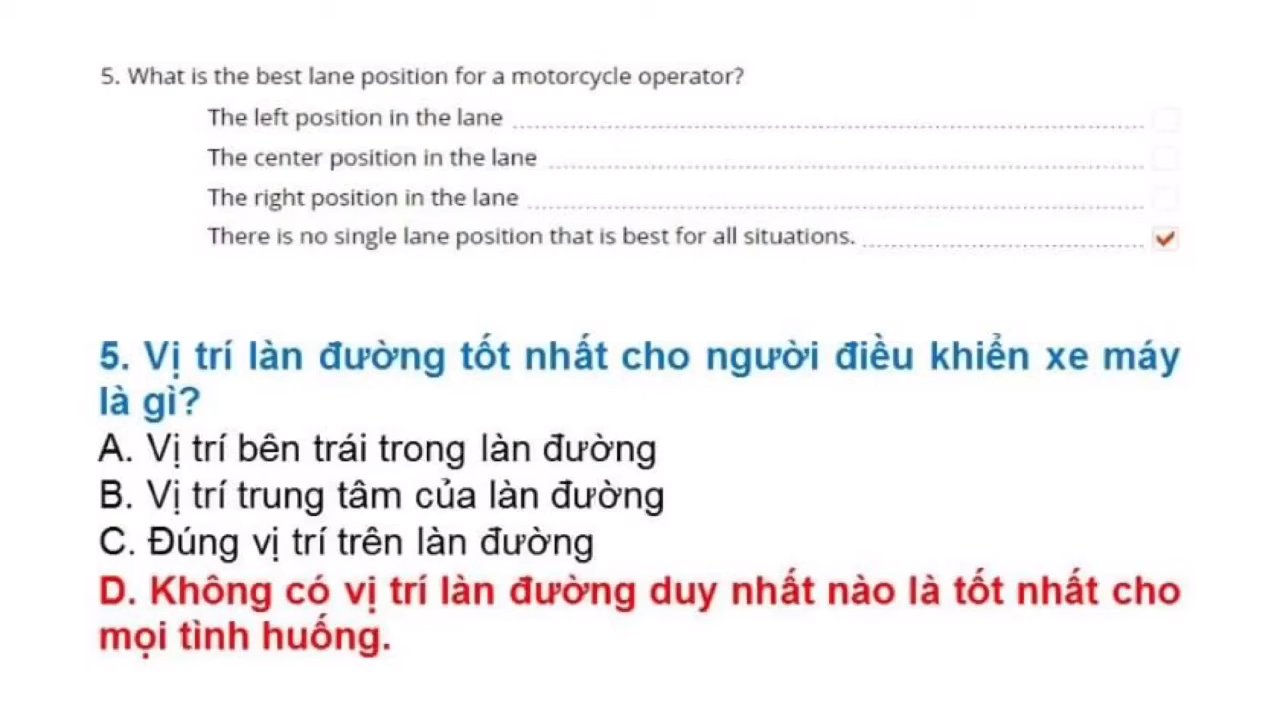 5. What is the best lane position for a motorcycle operator?
The left position in the lane
The center position in the lane
The right position in the lane
There is no single lane position that is best for all situations.
5. Vị trí làn đường tốt nhất cho người điều khiển xe máy
là gì?
A. Vị trí bên trái trong làn đường
B. Vị trí trung tâm của làn đường
C. Đúng vị trí trên làn đường
D. Không có vị trí làn đường duy nhất nào là tốt nhất cho
mọi tình huống.